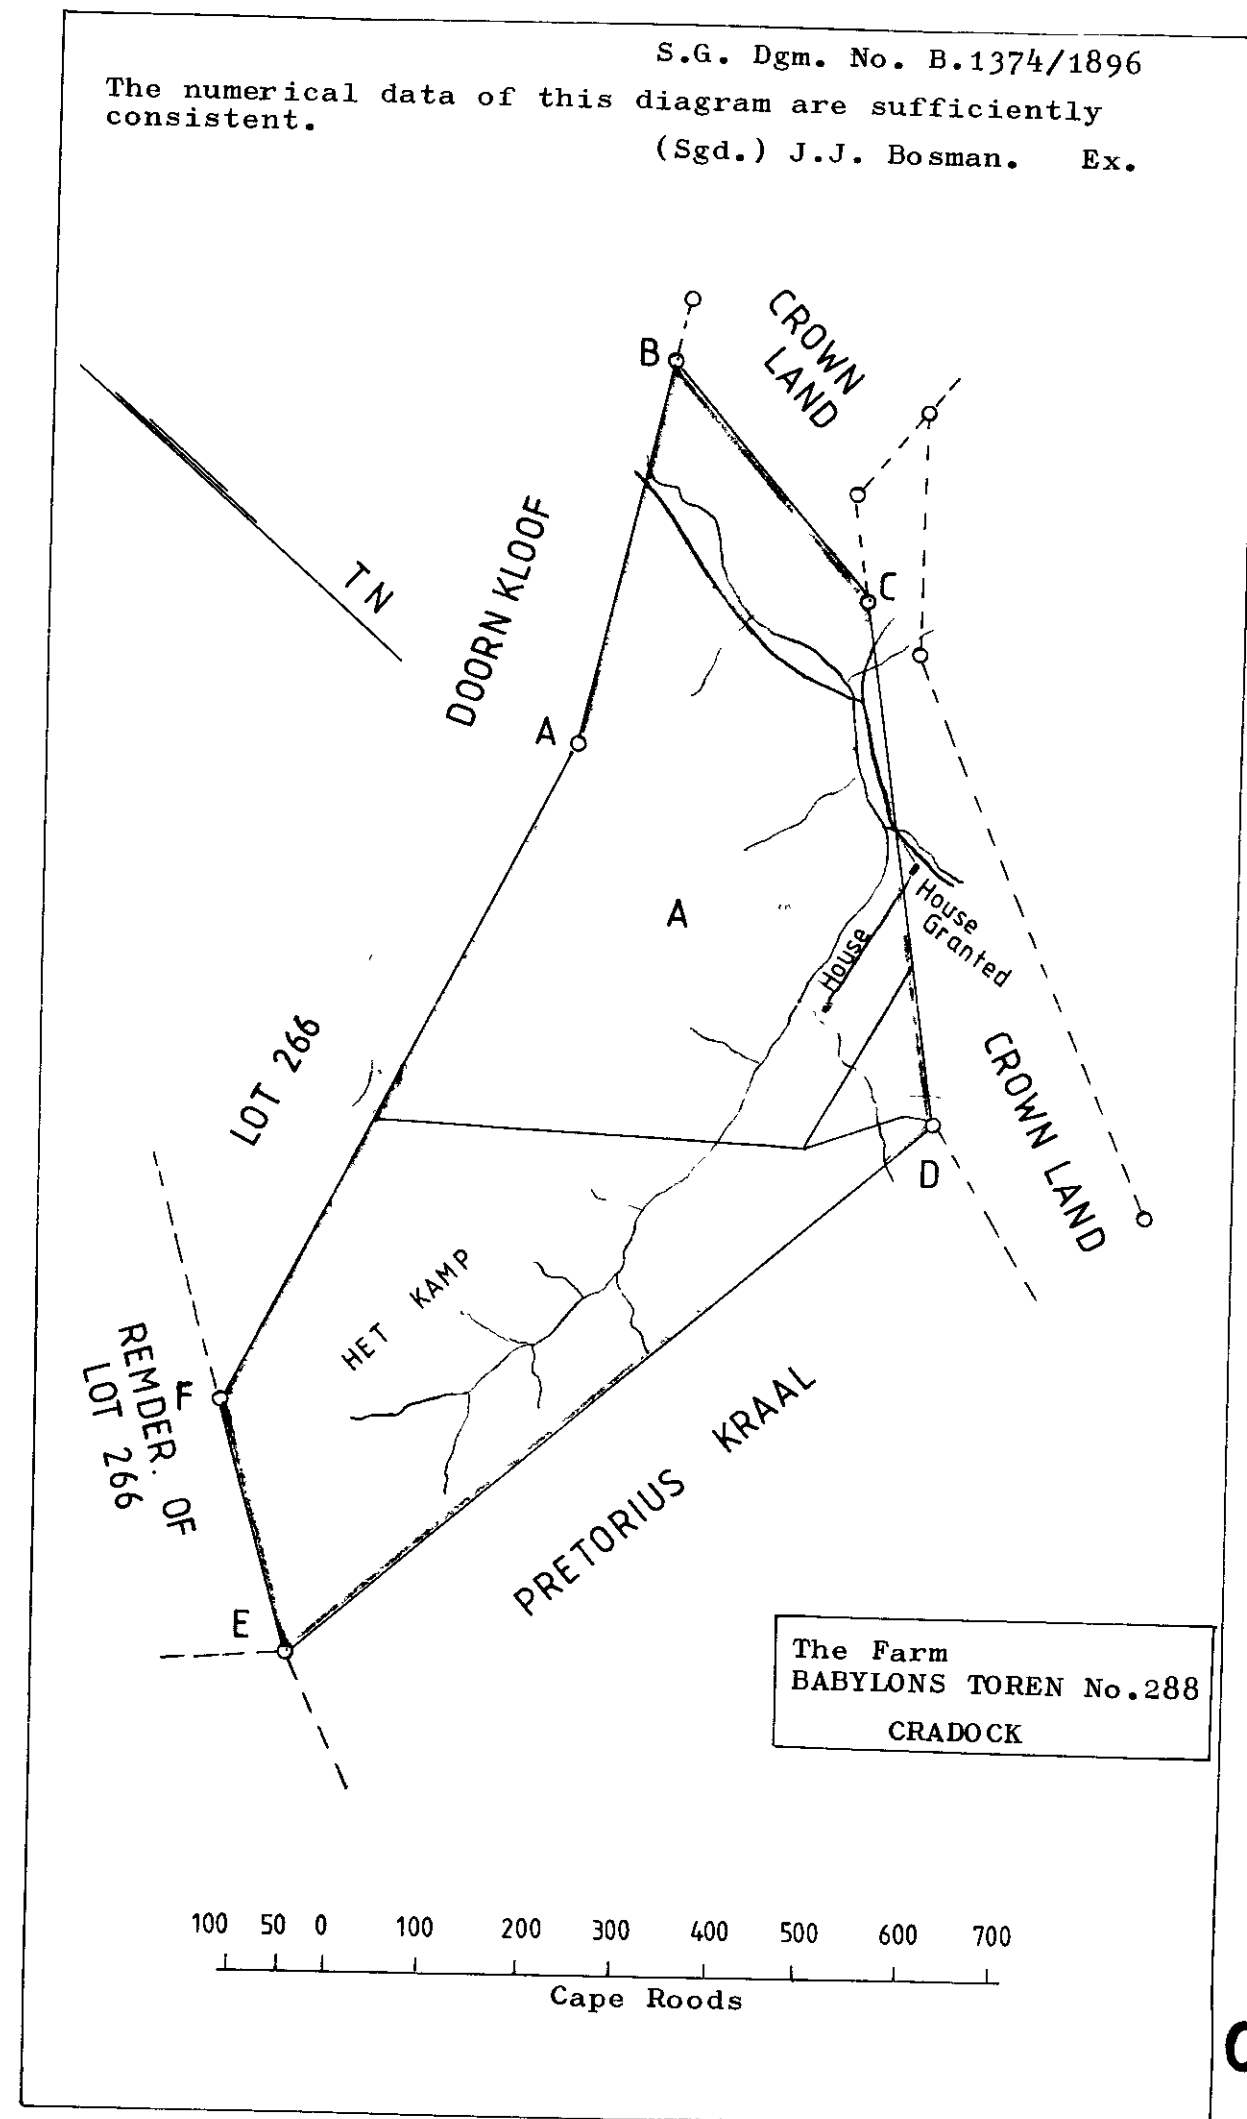 S.G. Dgm. No. B.1374/1896
The numerical data of this diagram are sufficiently
consistent.
(Sgd.) J.J. Bosman. Ex.
CROWN
LAND
B
TN
DOORN KLOOF
C
A
A
House
Granted
House
LOT 266
CROWN LAND
D
HET KAMP
REMDER. OF
LOT 266
F
PRETORIUS KRAAL
E
The Farm
BABYLONS TOREN No.288
CRADOCK
100 50 0 100 200 300 400 500 600 700
Cape Roods